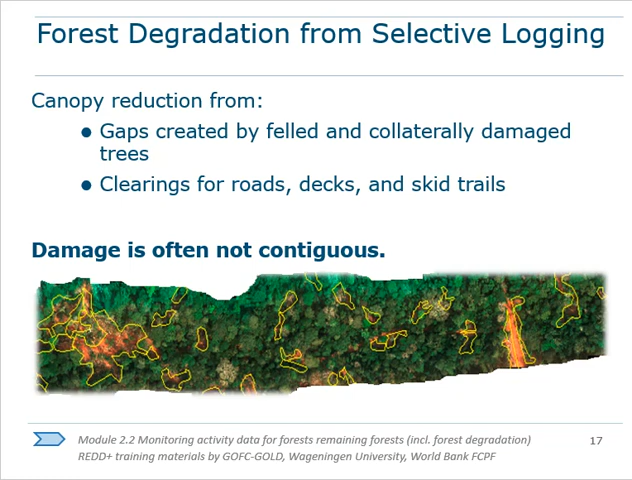 Forest Degradation from Selective Logging
Canopy reduction from:
● Gaps created by felled and collaterally damaged
trees
● Clearings for roads, decks, and skid trails
Damage is often not contiguous.
Module 2.2 Monitoring activity data for forests remaining forests (incl. forest degradation)
REDD+ training materials by GOFC-GOLD, Wageningen University, World Bank FCPF
17